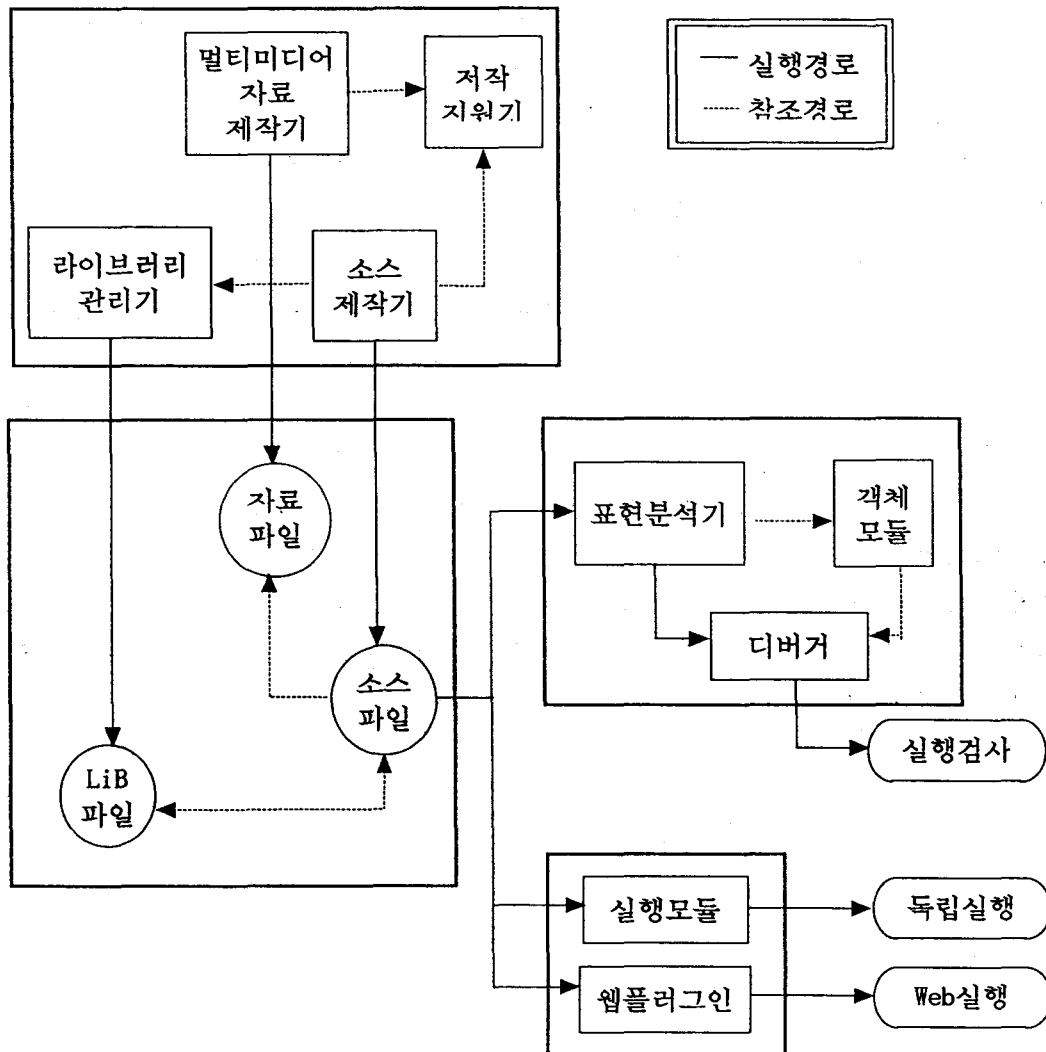 멀티미디어
자료
제작기
저작
지원기
실행경로
참조경로
라이브러리
관리기
소스
제작기
자료
파일
표현분석기
객체
모듈
디버거
소스
파일
실행검사
LiB
파일
실행모듈
독립실행
웹플러그인
Web실행